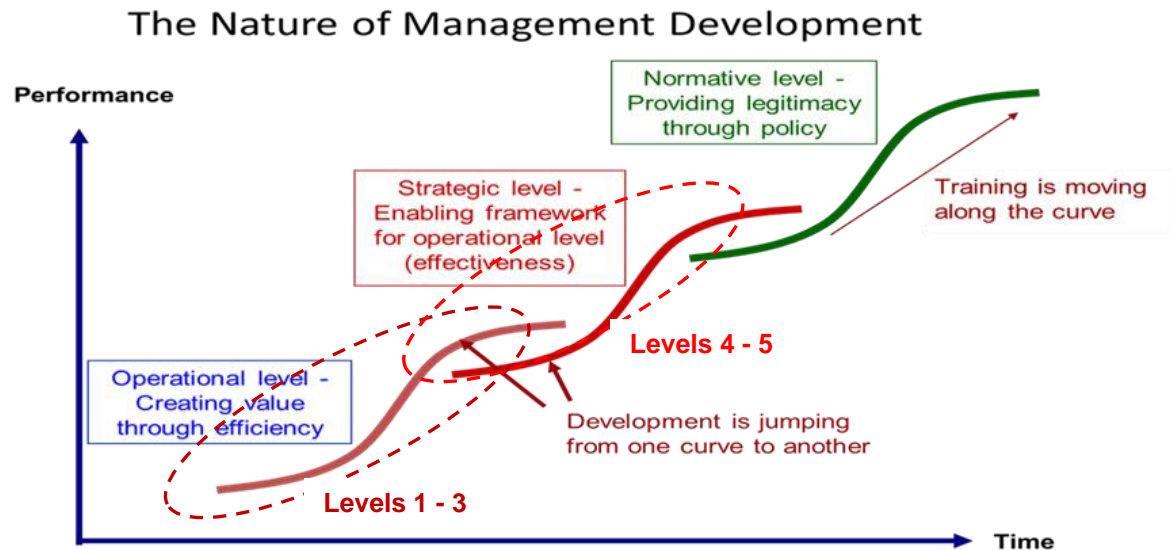 The Nature of Management Development
Performance
Normative level -
Providing legitimacy
through policy
Strategic level -
Enabling framework
for operational level
(effectiveness)
Training is moving
along the curve
Levels 4 - 5
Operational level -
Creating value
through efficiency
Development is jumping
from one curve to another
Levels 1 - 3
Time